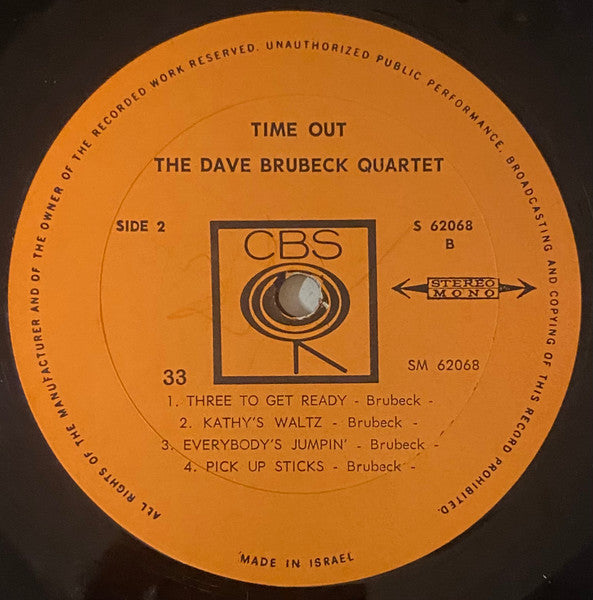 ALL RIGHTS OF THE MANUFACTURER AND OF THE OWNER OF THE RECORDED WORK RESERVED. UNAUTHORIZED PUBLIC PERFORMANCE, BROADCASTING AND COPYING OF THIS RECORD PROHIBITED.
TIME OUT
THE DAVE BRUBECK QUARTET
SIDE 2
S 62068
B
CBS
STEREO
MONO
SM 62068
33
1. THREE TO GET READY - Brubeck -
2. KATHY'S WALTZ - Brubeck -
3. EVERYBODY'S JUMPIN' - Brubeck -
4. PICK UP STICKS - Brubeck -
MADE IN ISRAEL